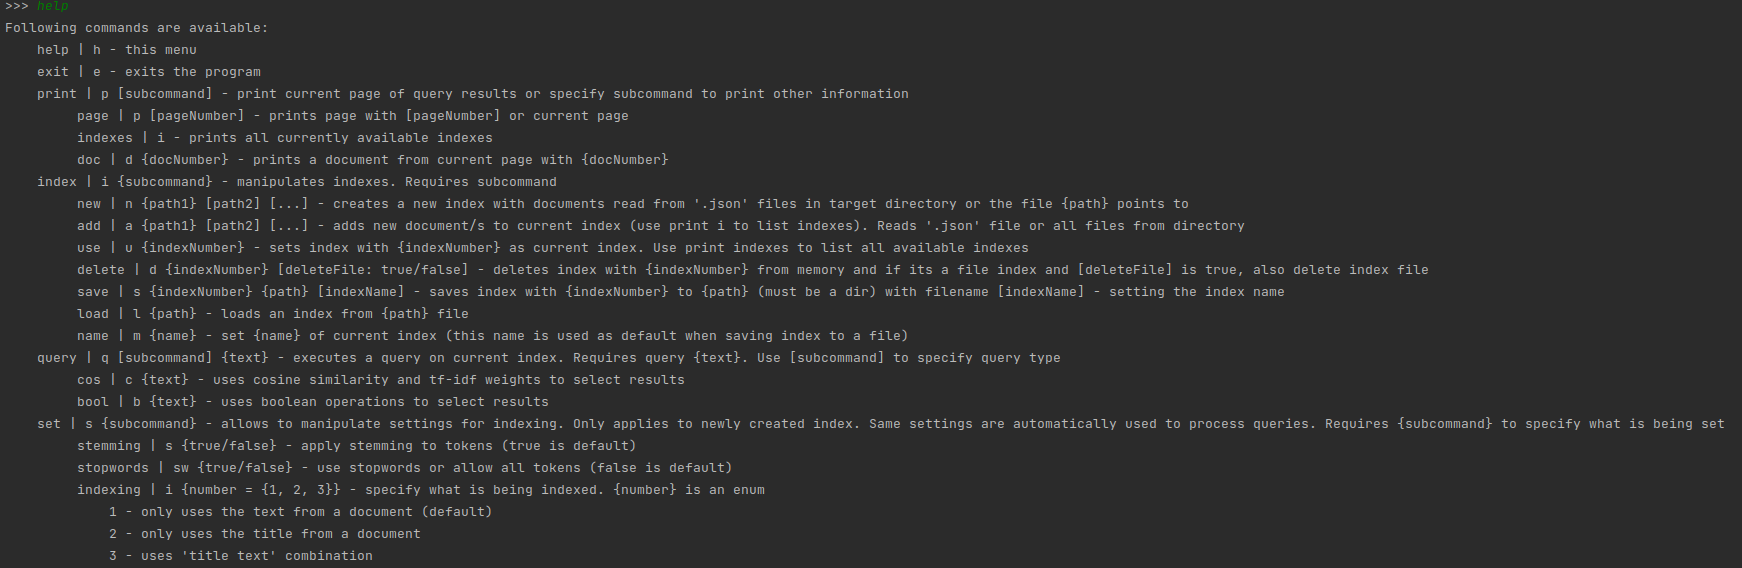 >>> help
Following commands are available:
help | h - this menu
exit | e - exits the program
print | p [subcommand] - print current page of query results or specify subcommand to print other information
page | p [pageNumber] - prints page with [pageNumber] or current page
indexes | i - prints all currently available indexes
doc | d {docNumber} - prints a document from current page with {docNumber}
index | i {subcommand} - manipulates indexes. Requires subcommand
new | n {path1} [path2] [...] - creates a new index with documents read from '.json' files in target directory or the file {path} points to
add | a {path1} [path2] [...] - adds new document/s to current index (use print i to list indexes). Reads '.json' file or all files from directory
use | u {indexNumber} - sets index with {indexNumber} as current index. Use print indexes to list all available indexes
delete | d {indexNumber} [deleteFile: true/false] - deletes index with {indexNumber} from memory and if its a file index and [deleteFile] is true, also delete index file
save | s {indexNumber} {path} [indexName] - saves index with {indexNumber} to {path} (must be a dir) with filename [indexName] - setting the index name
load | l {path} - loads an index from {path} file
name | m {name} - set {name} of current index (this name is used as default when saving index to a file)
query | q [subcommand] {text} - executes a query on current index. Requires query {text}. Use [subcommand] to specify query type
cos | c {text} - uses cosine similarity and tf-idf weights to select results
bool | b {text} - uses boolean operations to select results
set | s {subcommand} - allows to manipulate settings for indexing. Only applies to newly created index. Same settings are automatically used to process queries. Requires {subcommand} to specify what is being set
stemming | s {true/false} - apply stemming to tokens (true is default)
stopwords | sw {true/false} - use stopwords or allow all tokens (false is default)
indexing | i {number = {1, 2, 3}} - specify what is being indexed. {number} is an enum
1 - only uses the text from a document (default)
2 - only uses the title from a document
3 - uses 'title text' combination